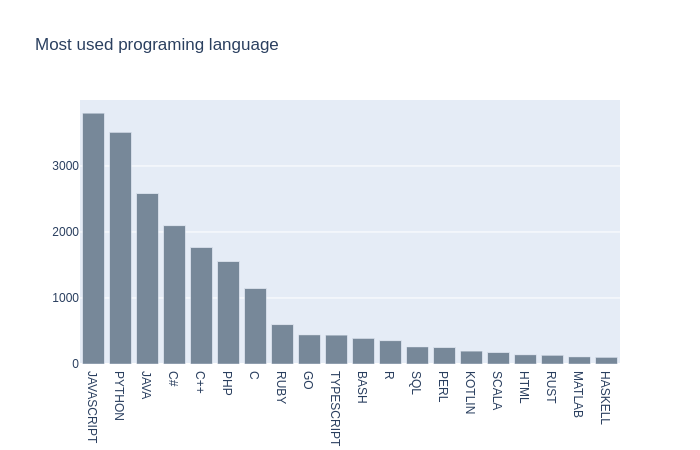 Most used programing language
3000
2000
1000
0
JAVASCRIPT
PYTHON
JAVA
C#
C++
PHP
C
RUBY
GO
TYPESCRIPT
BASH
R
SQL
PERL
KOTLIN
SCALA
HTML
RUST
MATLAB
HASKELL